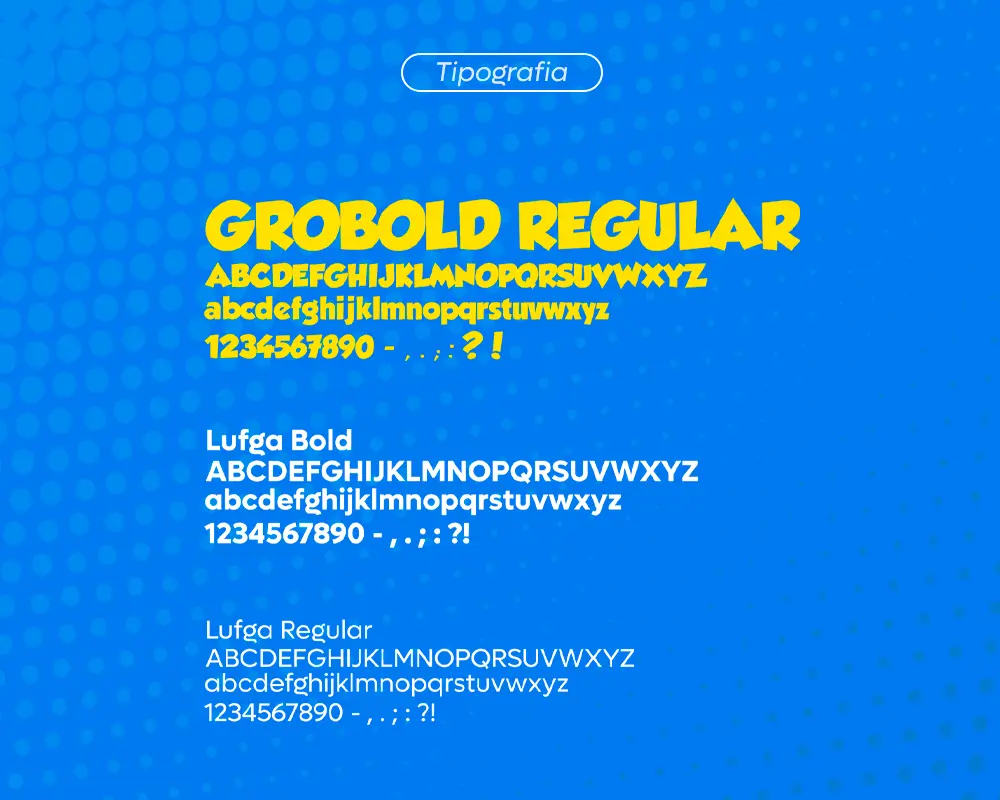 Tipografia
GROBOLD REGULAR
ABCDEFGHIJKLMNOPQRSUVWXYZ
abcdefghijklmnopqrstuvwxyz
1234567890 - , . ; : ? !
Lufga Bold
ABCDEFGHIJKLMNOPQRSUVWXYZ
abcdefghijklmnopqrstuvwxyz
1234567890 - , . ; : ?!
Lufga Regular
ABCDEFGHIJKLMNOPQRSUVWXYZ
abcdefghijklmnopqrstuvwxyz
1234567890 - , . ; : ?!